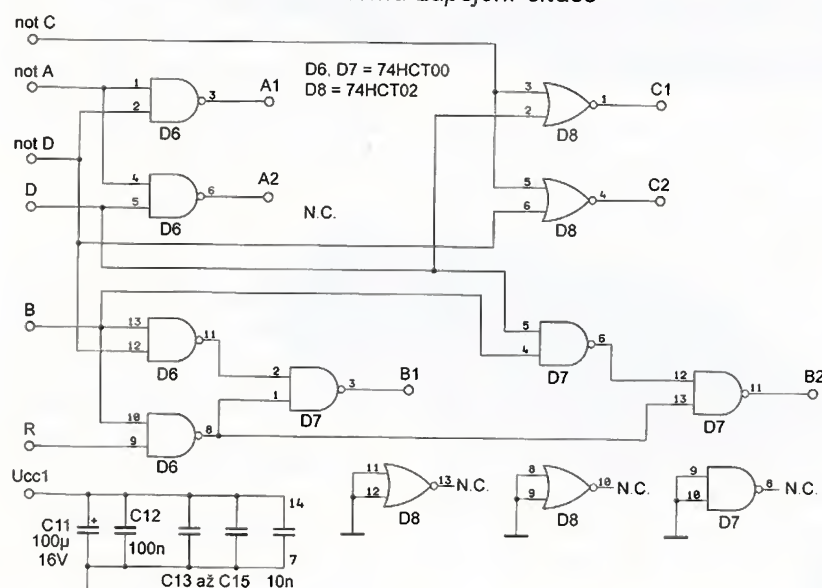 zapojení
not C
not A
1
2
3
A1
D6
D6, D7 = 74HCT00
D8 = 74HCT02
3
2
1
C1
D8
not D
D
4
5
6
A2
D6
N.C.
5
6
4
C2
D8
B
13
12
11
D6
2
1
3
B1
D7
5
4
6
D7
12
13
11
B2
D7
R
10
9
8
D6
Ucc1
C11
100µ
16V
+
C12
100n
C13 až C15
14
7
10n
11
12
13
N.C.
D8
8
9
10
N.C.
D8
9
10
8
N.C.
D7